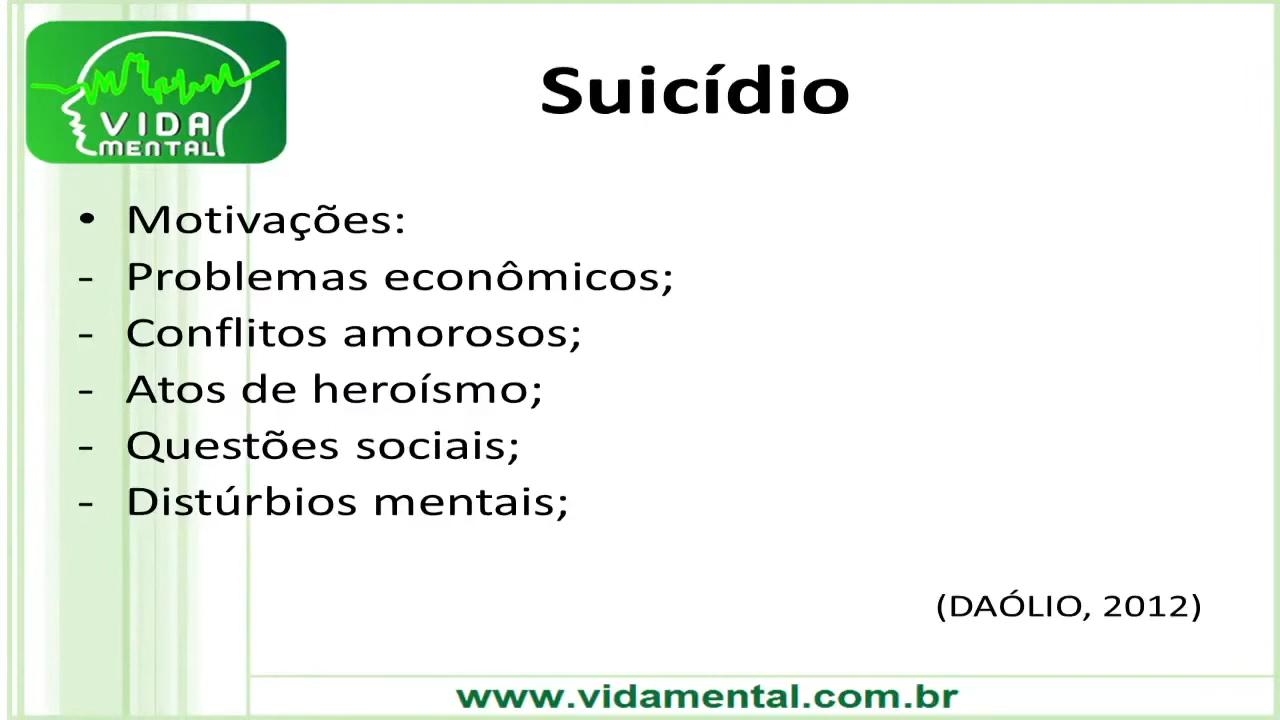 VIDA
MENTAL
Suicídio
• Motivações:
- Problemas econômicos;
- Conflitos amorosos;
- Atos de heroísmo;
- Questões sociais;
- Distúrbios mentais;
(DAÓLIO, 2012)
www.vidamental.com.br